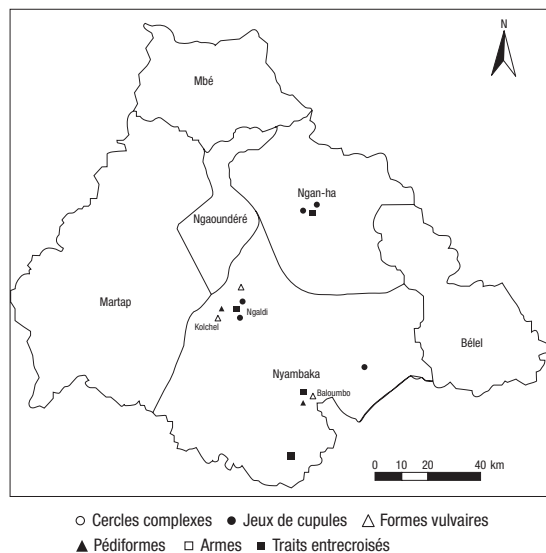 N
Mbé
Ngan-ha
Ngaoundéré
Martap
Ngaldi
Kolchel
Bélel
Nyambaka
Baloumbo
0 10 20 40 km
Cercles complexes Jeux de cupules Formes vulvaires
Pédiformes Armes Traits entrecroisés